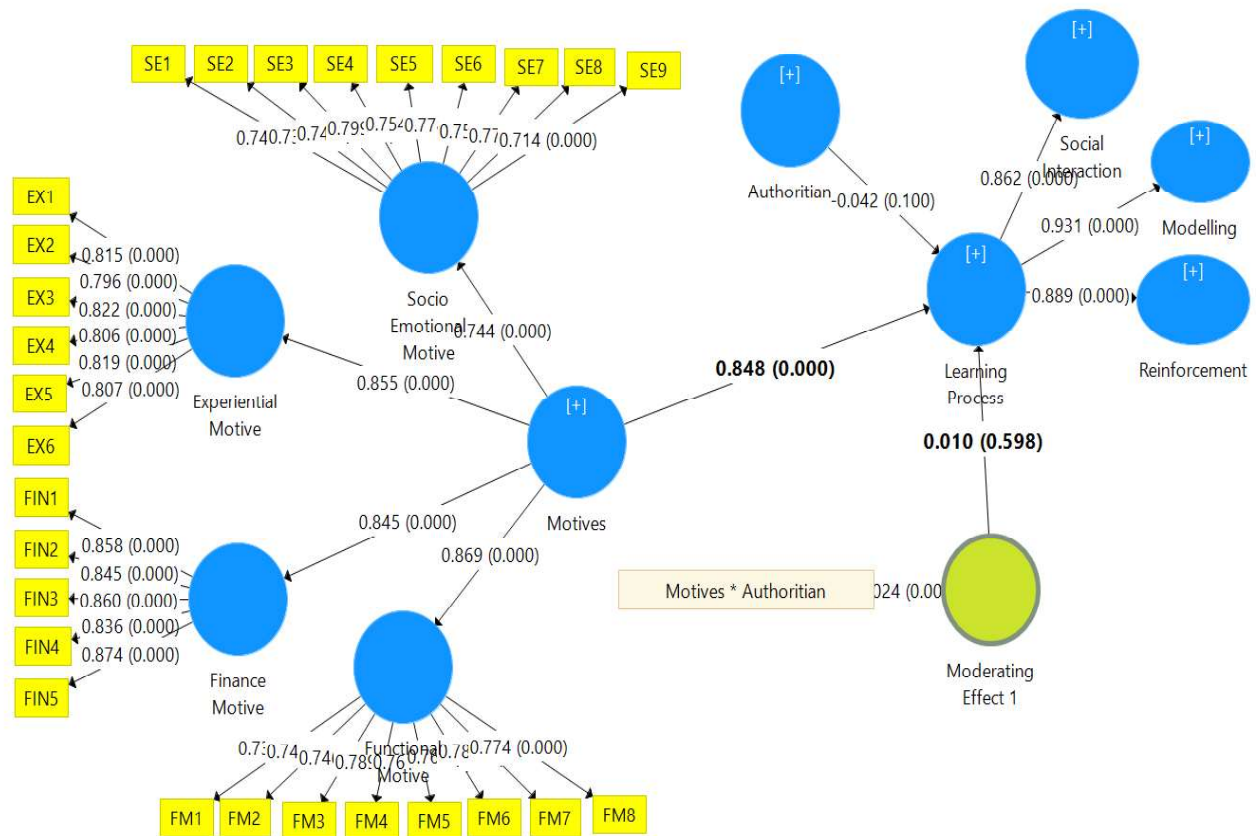 SE1
SE2
SE3
SE4
SE5
SE6
SE7
SE8
SE9
0.714 (0.000)
[+]
Authoritian
[+]
Social
Interaction
0.862 (0.000)
[+]
Modelling
0.931 (0.000)
-0.042 (0.100)
EX1
EX2
EX3
EX4
EX5
EX6
0.815 (0.000)
0.796 (0.000)
0.822 (0.000)
0.806 (0.000)
0.819 (0.000)
0.807 (0.000)
Experiential
Motive
Socio
Emotional
Motive
0.744 (0.000)
0.855 (0.000)
[+]
Learning
Process
0.889 (0.000)
[+]
Reinforcement
0.848 (0.000)
0.010 (0.598)
[+]
Motives
FIN1
FIN2
FIN3
FIN4
FIN5
0.858 (0.000)
0.845 (0.000)
0.860 (0.000)
0.836 (0.000)
0.874 (0.000)
Finance
Motive
0.845 (0.000)
0.869 (0.000)
Motives * Authoritian
Moderating
Effect 1
Functional
Motive
0.774 (0.000)
FM1
FM2
FM3
FM4
FM5
FM6
FM7
FM8